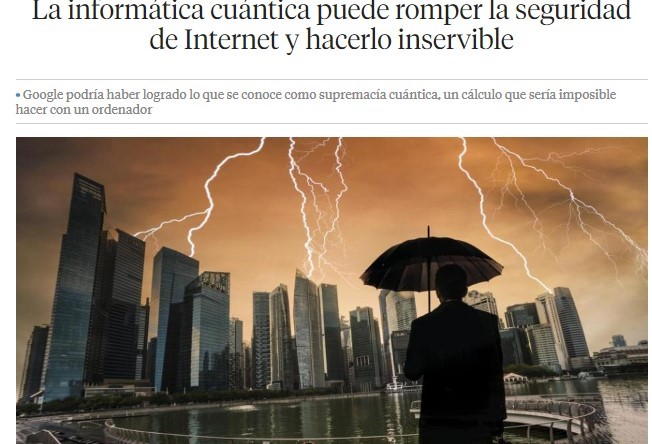 La informática cuántica puede romper la seguridad
de Internet y hacerlo inservible
• Google podría haber logrado lo que se conoce como supremacía cuántica, un cálculo que sería imposible
hacer con un ordenador